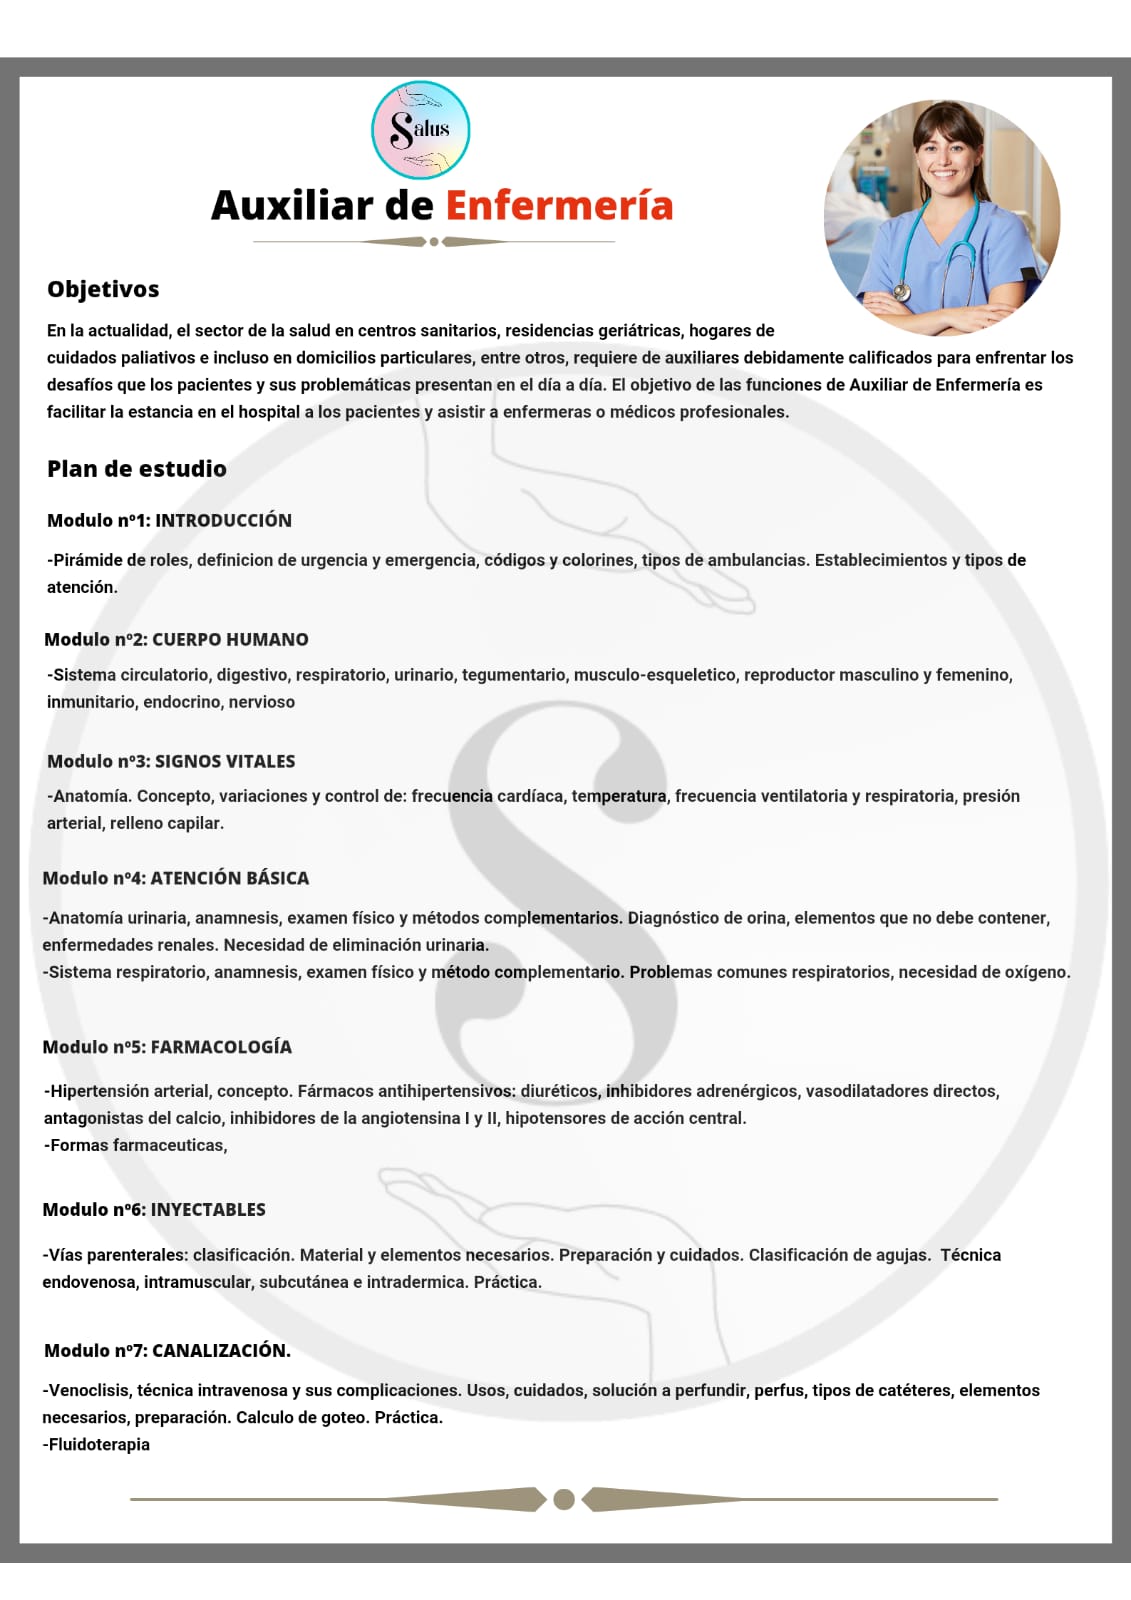 Salus
Auxiliar de Enfermería
Objetivos
En la actualidad, el sector de la salud en centros sanitarios, residencias geriátricas, hogares de
cuidados paliativos e incluso en domicilios particulares, entre otros, requiere de auxiliares debidamente calificados para enfrentar los
desafíos que los pacientes y sus problemáticas presentan en el día a día. El objetivo de las funciones de Auxiliar de Enfermería es
facilitar la estancia en el hospital a los pacientes y asistir a enfermeras o médicos profesionales.
Plan de estudio
Modulo nº1: INTRODUCCIÓN
-Pirámide de roles, definicion de urgencia y emergencia, códigos y colorines, tipos de ambulancias. Establecimientos y tipos de
atención.
Modulo nº2: CUERPO HUMANO
-Sistema circulatorio, digestivo, respiratorio, urinario, tegumentario, musculo-esqueletico, reproductor masculino y femenino,
inmunitario, endocrino, nervioso
Modulo nº3: SIGNOS VITALES
-Anatomía. Concepto, variaciones y control de: frecuencia cardíaca, temperatura, frecuencia ventilatoria y respiratoria, presión
arterial, relleno capilar.
Modulo nº4: ATENCIÓN BÁSICA
-Anatomía urinaria, anamnesis, examen físico y métodos complementarios. Diagnóstico de orina, elementos que no debe contener,
enfermedades renales. Necesidad de eliminación urinaria.
-Sistema respiratorio, anamnesis, examen físico y método complementario. Problemas comunes respiratorios, necesidad de oxígeno.
Modulo nº5: FARMACOLOGÍA
-Hipertensión arterial, concepto. Fármacos antihipertensivos: diuréticos, inhibidores adrenérgicos, vasodilatadores directos,
antagonistas del calcio, inhibidores de la angiotensina I y II, hipotensores de acción central.
-Formas farmaceuticas,
Modulo nº6: INYECTABLES
-Vías parenterales: clasificación. Material y elementos necesarios. Preparación y cuidados. Clasificación de agujas. Técnica
endovenosa, intramuscular, subcutánea e intradermica. Práctica.
Modulo nº7: CANALIZACIÓN.
-Venoclisis, técnica intravenosa y sus complicaciones. Usos, cuidados, solución a perfundir, perfus, tipos de catéteres, elementos
necesarios, preparación. Calculo de goteo. Práctica.
-Fluidoterapia
S